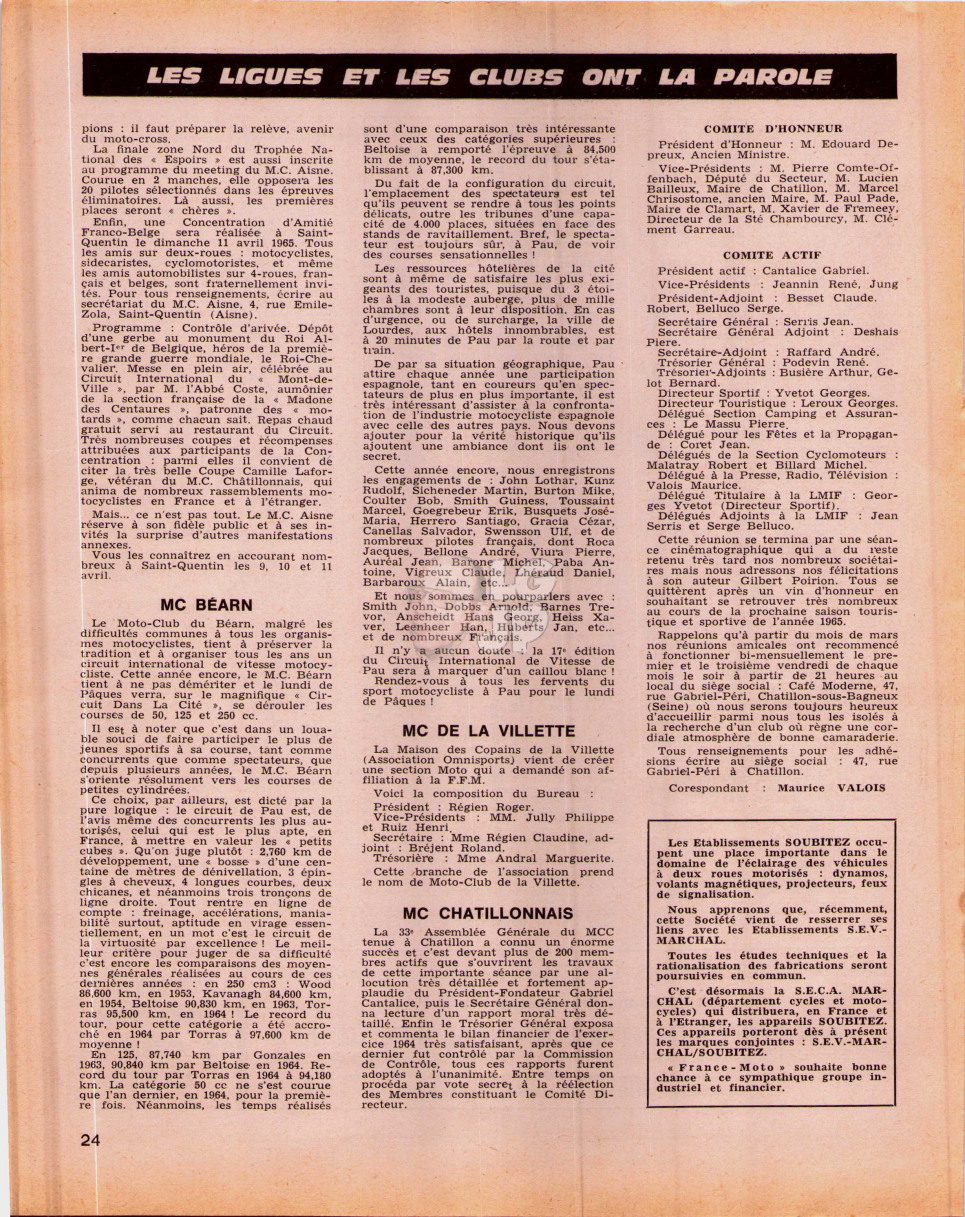 LES LIGUES ET LES CLUBS ONT LA PAROLE
pions : il faut préparer la relève, avenir
du moto-cross.
La finale zone Nord du Trophée Na-
tional des « Espoirs » est aussi inscrite
au programme du meeting du M.C. Aisne.
Courue en 2 manches, elle opposera les
20 pilotes sélectionnés dans les épreuves
éliminatoires. Là aussi, les premières
places seront « chères ».
Enfin, une Concentration d'Amitié
Franco-Belge sera réalisée à Saint-
Quentin le dimanche 11 avril 1965. Tous
les amis sur deux-roues : motocyclistes,
sidecaristes, cyclomotoristes, et même
les amis automobilistes sur 4-roues, fran-
çais et belges, sont fraternellement invi-
tés. Pour tous renseignements, écrire au
secrétariat du M.C. Aisne, 4, rue Emile-
Zola, Saint-Quentin (Aisne).
Programme : Contrôle d'arivée. Dépôt
d'une gerbe au monument du Roi Al-
bert-Ier de Belgique, héros de la premiè-
re grande guerre mondiale, le Roi-Che-
valier. Messe en plein air, célébrée au
Circuit International du « Mont-de-
Ville », par M. l'Abbé Coste, aumônier
de la section française de la « Madone
des Centaures », patronne des « mo-
tards », comme chacun sait. Repas chaud
gratuit servi au restaurant du Circuit.
Très nombreuses coupes et récompenses
attribuées aux participants de la Con-
centration : parmi elles il convient de
citer la très belle Coupe Camille Lafor-
ge, vétéran du M.C. Châtillonnais, qui
anima de nombreux rassemblements mo-
tocyclistes en France et à l'étranger.
Mais... ce n'est pas tout. Le M.C. Aisne
réserve à son fidèle public et à ses in-
vités la surprise d'autres manifestations
annexes.
Vous les connaîtrez en accourant nom-
breux à Saint-Quentin les 9, 10 et 11
avril.
MC BÉARN
Le Moto-Club du Béarn, malgré les
difficultés communes à tous les organis-
mes motocyclistes, tient à préserver la
tradition et à organiser tous les ans un
circuit international de vitesse motocy-
cliste. Cette année encore, le M.C. Béarn
tient à ne pas démériter et le lundi de
Pâques verra, sur le magnifique « Cir-
cuit Dans La Cité », se dérouler les
courses de 50, 125 et 250 cc.
Il est à noter que c'est dans un loua-
ble souci de faire participer le plus de
jeunes sportifs à sa course, tant comme
concurrents que comme spectateurs, que
depuis plusieurs années, le M.C. Béarn
s'oriente résolument vers les courses de
petites cylindrées.
Ce choix, par ailleurs, est dicté par la
pure logique : le circuit de Pau est, de
l'avis même des concurrents les plus au-
torisés, celui qui est le plus apte, en
France, à mettre en valeur les « petits
cubes ». Qu'on juge plutôt : 2,760 km de
développement, une « bosse » d'une cen-
taine de mètres de dénivellation, 3 épin-
gles à cheveux, 4 longues courbes, deux
chicanes, et néanmoins trois tronçons de
ligne droite. Tout rentre en ligne de
compte : freinage, accélérations, mania-
bilité surtout, aptitude en virage essen-
tiellement, en un mot c'est le circuit de
la virtuosité par excellence ! Le meil-
leur critère pour juger de sa difficulté
c'est encore les comparaisons des moyen-
nes générales réalisées au cours de ces
dernières années : en 250 cm3 : Wood
86,600 km, en 1953, Kavanagh 84,600 km,
en 1954, Beltoise 90,830 km, en 1963, Tor-
ras 95,500 km, en 1964 ! Le record du
tour, pour cette catégorie a été accro-
ché en 1964 par Torras à 97,600 km de
moyenne !
En 125, 87,740 km par Gonzales en
1963, 90,840 km par Beltoise en 1964. Re-
cord du tour par Torras en 1964 à 94,180
km. La catégorie 50 cc ne s'est courue
que l'an dernier, en 1964, pour la premiè-
re fois. Néanmoins, les temps réalisés
sont d'une comparaison très intéressante
avec ceux des catégories supérieures :
Beltoise a remporté l'épreuve à 84,500
km de moyenne, le record du tour s'éta-
blissant à 87,300 km.
Du fait de la configuration du circuit,
l'emplacement des spectateurs est tel
qu'ils peuvent se rendre à tous les points
délicats, outre les tribunes d'une capa-
cité de 4.000 places, situées en face des
stands de ravitaillement. Bref, le specta-
teur est toujours sûr, à Pau, de voir
des courses sensationnelles !
Les ressources hôtelières de la cité
sont à même de satisfaire les plus exi-
geants des touristes, puisque du 3 étoi-
les à la modeste auberge, plus de mille
chambres sont à leur disposition. En cas
d'urgence, ou de surcharge, la ville de
Lourdes, aux hôtels innombrables, est
à 20 minutes de Pau par la route et par
train.
De par sa situation géographique, Pau
attire chaque année une participation
espagnole, tant en coureurs qu'en spec-
tateurs de plus en plus importante, il est
très intéressant d'assister à la confronta-
tion de l'industrie motocycliste espagnole
avec celle des autres pays. Nous devons
ajouter pour la vérité historique qu'ils
ajoutent une ambiance dont ils ont le
secret.
Cette année encore, nous enregistrons
les engagements de : John Lothar, Kunz
Rudolf, Sicheneder Martin, Burton Mike,
Coulter Bob, Smith Guiness, Toussaint
Marcel, Goegrebeur Erik, Busquets José-
Maria, Herrero Santiago, Gracia Cézar,
Canellas Salvador, Swensson Ulf, et de
nombreux pilotes français, dont Roca
Jacques, Bellone André, Viura Pierre,
Auréal Jean, Barone Michel, Paba An-
toine, Vigreux Claude, Lhéraud Daniel,
Barbaroux Alain, etc...
Et nous sommes en pourparlers avec :
Smith John, Dobbs Arnold, Barnes Tre-
vor, Anscheidt Hans Georg, Heiss Xa-
ver, Leenheer Han, Huberts Jan, etc...
et de nombreux Français.
Il n'y a aucun doute : la 17e édition
du Circuit International de Vitesse de
Pau sera à marquer d'un caillou blanc !
Rendez-vous à tous les fervents du
sport motocycliste à Pau pour le lundi
de Pâques !
MC DE LA VILLETTE
La Maison des Copains de la Villette
(Association Omnisports) vient de créer
une section Moto qui a demandé son af-
filiation à la F.F.M.
Voici la composition du Bureau :
Président : Régien Roger.
Vice-Présidents : MM. Jully Philippe
et Ruiz Henri.
Secrétaire : Mme Régien Claudine, ad-
joint : Bréjent Roland.
Trésorière : Mme Andral Marguerite.
Cette branche de l'association prend
le nom de Moto-Club de la Villette.
MC CHATILLONNAIS
La 33e Assemblée Générale du MCC
tenue à Chatillon a connu un énorme
succès et c'est devant plus de 200 mem-
bres actifs que s'ouvrirent les travaux
de cette importante séance par une al-
locution très détaillée et fortement ap-
plaudie du Président-Fondateur Gabriel
Cantalice, puis le Secrétaire Général don-
na lecture d'un rapport moral très dé-
taillé. Enfin le Trésorier Général exposa
et commenta le bilan financier de l'exer-
cice 1964 très satisfaisant, après que ce
dernier fut contrôlé par la Commission
de Contrôle, tous ces rapports furent
adoptés à l'unanimité. Entre temps on
procéda par vote secret à la réélection
des Membres constituant le Comité Di-
recteur.
COMITE D'HONNEUR
Président d'Honneur : M. Edouard De-
preux, Ancien Ministre.
Vice-Présidents : M. Pierre Comte-Of-
fenbach, Député du Secteur, M. Lucien
Bailleux, Maire de Chatillon, M. Marcel
Chrisostome, ancien Maire, M. Paul Pade,
Maire de Clamart, M. Xavier de Fremeey,
Directeur de la Sté Chambourcy, M. Clé-
ment Garreau.
COMITE ACTIF
Président actif : Cantalice Gabriel.
Vice-Présidents : Jeannin René, Jung
Président-Adjoint : Besset Claude.
Robert, Belluco Serge.
Secrétaire Général : Serris Jean.
Secrétaire Général Adjoint : Deshais
Piere.
Secrétaire-Adjoint : Raffard André.
Trésorier Général : Podevin René.
Trésorier-Adjoints : Busière Arthur, Ge-
lot Bernard.
Directeur Sportif : Yvetot Georges.
Directeur Touristique : Leroux Georges.
Délégué Section Camping et Assuran-
ces : Le Massu Pierre.
Délégué pour les Fêtes et la Propagan-
de : Coret Jean.
Délégués de la Section Cyclomoteurs :
Malatray Robert et Billard Michel.
Délégué à la Presse, Radio, Télévision :
Valois Maurice.
Délégué Titulaire à la LMIF : Geor-
ges Yvetot (Directeur Sportif).
Délégués Adjoints à la LMIF : Jean
Serris et Serge Belluco.
Cette réunion se termina par une séan-
ce cinématographique qui a du reste
retenu très tard nos nombreux sociétai-
res mais nous adressons nos félicitations
à son auteur Gilbert Poirion. Tous se
quittèrent après un vin d'honneur en
souhaitant se retrouver très nombreux
au cours de la prochaine saison touris-
tique et sportive de l'année 1965.
Rappelons qu'à partir du mois de mars
nos réunions amicales ont recommencé
à fonctionner bi-mensuellement le pre-
mier et le troisième vendredi de chaque
mois le soir à partir de 21 heures au
local du siège social : Café Moderne, 47,
rue Gabriel-Péri, Chatillon-sous-Bagneux
(Seine) où nous serons toujours heureux
d'accueillir parmi nous tous les isolés à
la recherche d'un club où règne une cor-
diale atmosphère de bonne camaraderie.
Tous renseignements pour les adhé-
sions écrire au siège social : 47, rue
Gabriel-Péri à Chatillon.
Corespondant : Maurice VALOIS
Les Etablissements SOUBITEZ occu-
pent une place importante dans le
domaine de l'éclairage des véhicules
à deux roues motorisés : dynamos,
volants magnétiques, projecteurs, feux
de signalisation.
Nous apprenons que, récemment,
cette Société vient de resserrer ses
liens avec les Etablissements S.E.V.-
MARCHAL.
Toutes les études techniques et la
rationalisation des fabrications seront
poursuivies en commun.
C'est désormais la S.E.C.A. MAR-
CHAL (département cycles et moto-
cycles) qui distribuera, en France et
à l'Etranger, les appareils SOUBITEZ.
Ces appareils porteront dès à présent
les marques conjointes : S.E.V.-MAR-
CHAL/SOUBITEZ.
« France-Moto » souhaite bonne
chance à ce sympathique groupe in-
dustriel et financier.
24